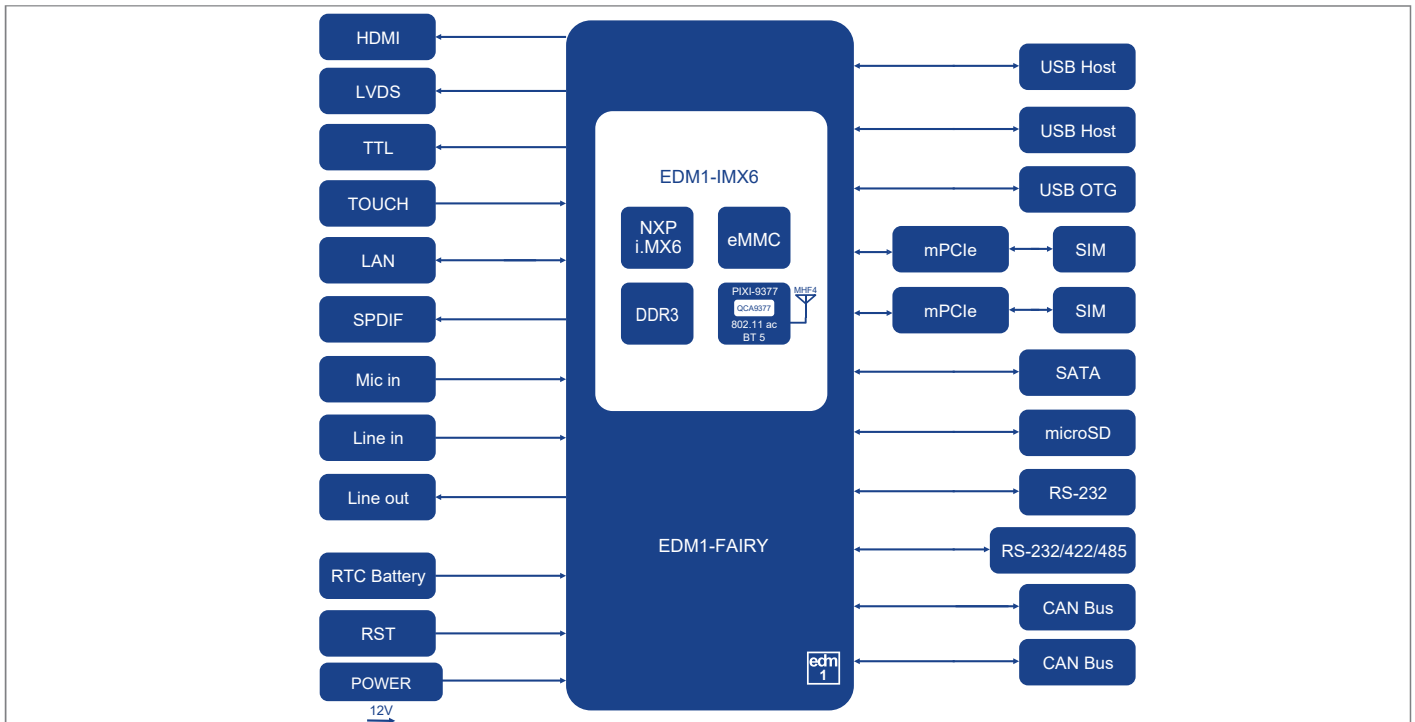 HDMI
LVDS
TTL
TOUCH
LAN
SPDIF
Mic in
Line in
Line out
RTC Battery
RST
POWER
12V
EDM1-IMX6
NXP
i.MX6
eMMC
DDR3
PIXI-9377
QCA9377
802.11 ac
BT 5
MHF4
EDM1-FAIRY
edm
1
USB Host
USB Host
USB OTG
mPCIe
SIM
mPCIe
SIM
SATA
microSD
RS-232
RS-232/422/485
CAN Bus
CAN Bus